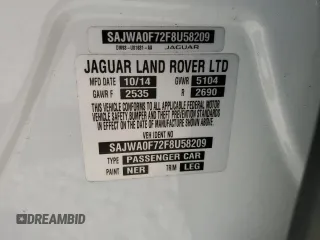 SAJWA0F72F8U58209
JAGUAR
JAGUAR LAND ROVER LTD
MFD DATE 10/14 GVWR 5104
GAWR F 2535 R 2690
THIS VEHICLE CONFORMS TO ALL APPLICABLE FEDERAL MOTOR
VEHICLE SAFETY, BUMPER AND THEFT PREVENTION STANDARDS
IN EFFECT ON THE DATE OF MANUFACTURE SHOWN ABOVE.
VEH IDENT NO
SAJWA0F72F8U58209
TYPE PASSENGER CAR
PAINT NER TRIM LEG
DREAMBID